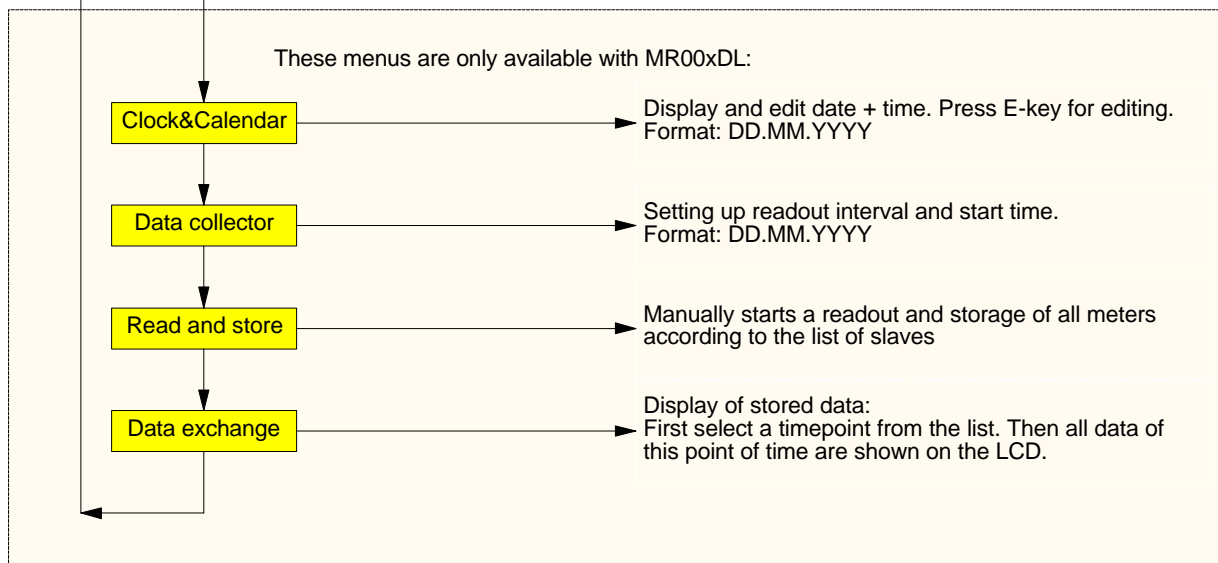 These menus are only available with MR00xDL:
Clock&Calendar
Display and edit date + time. Press E-key for editing.
Format: DD.MM.YYYY
Data collector
Setting up readout interval and start time.
Format: DD.MM.YYYY
Read and store
Manually starts a readout and storage of all meters
according to the list of slaves
Data exchange
Display of stored data:
First select a timepoint from the list. Then all data of
this point of time are shown on the LCD.